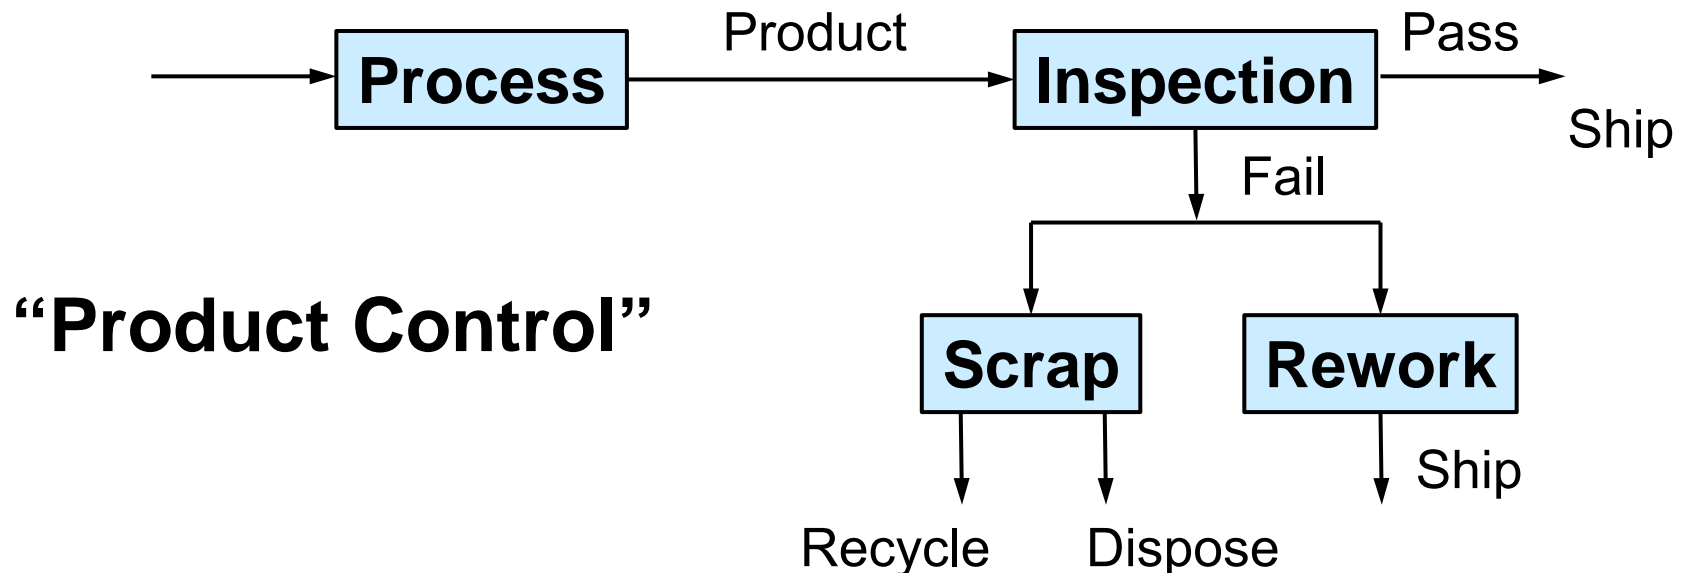 Product
Pass
Process
Inspection
Ship
Fail
“Product Control”
Scrap
Rework
Ship
Recycle
Dispose